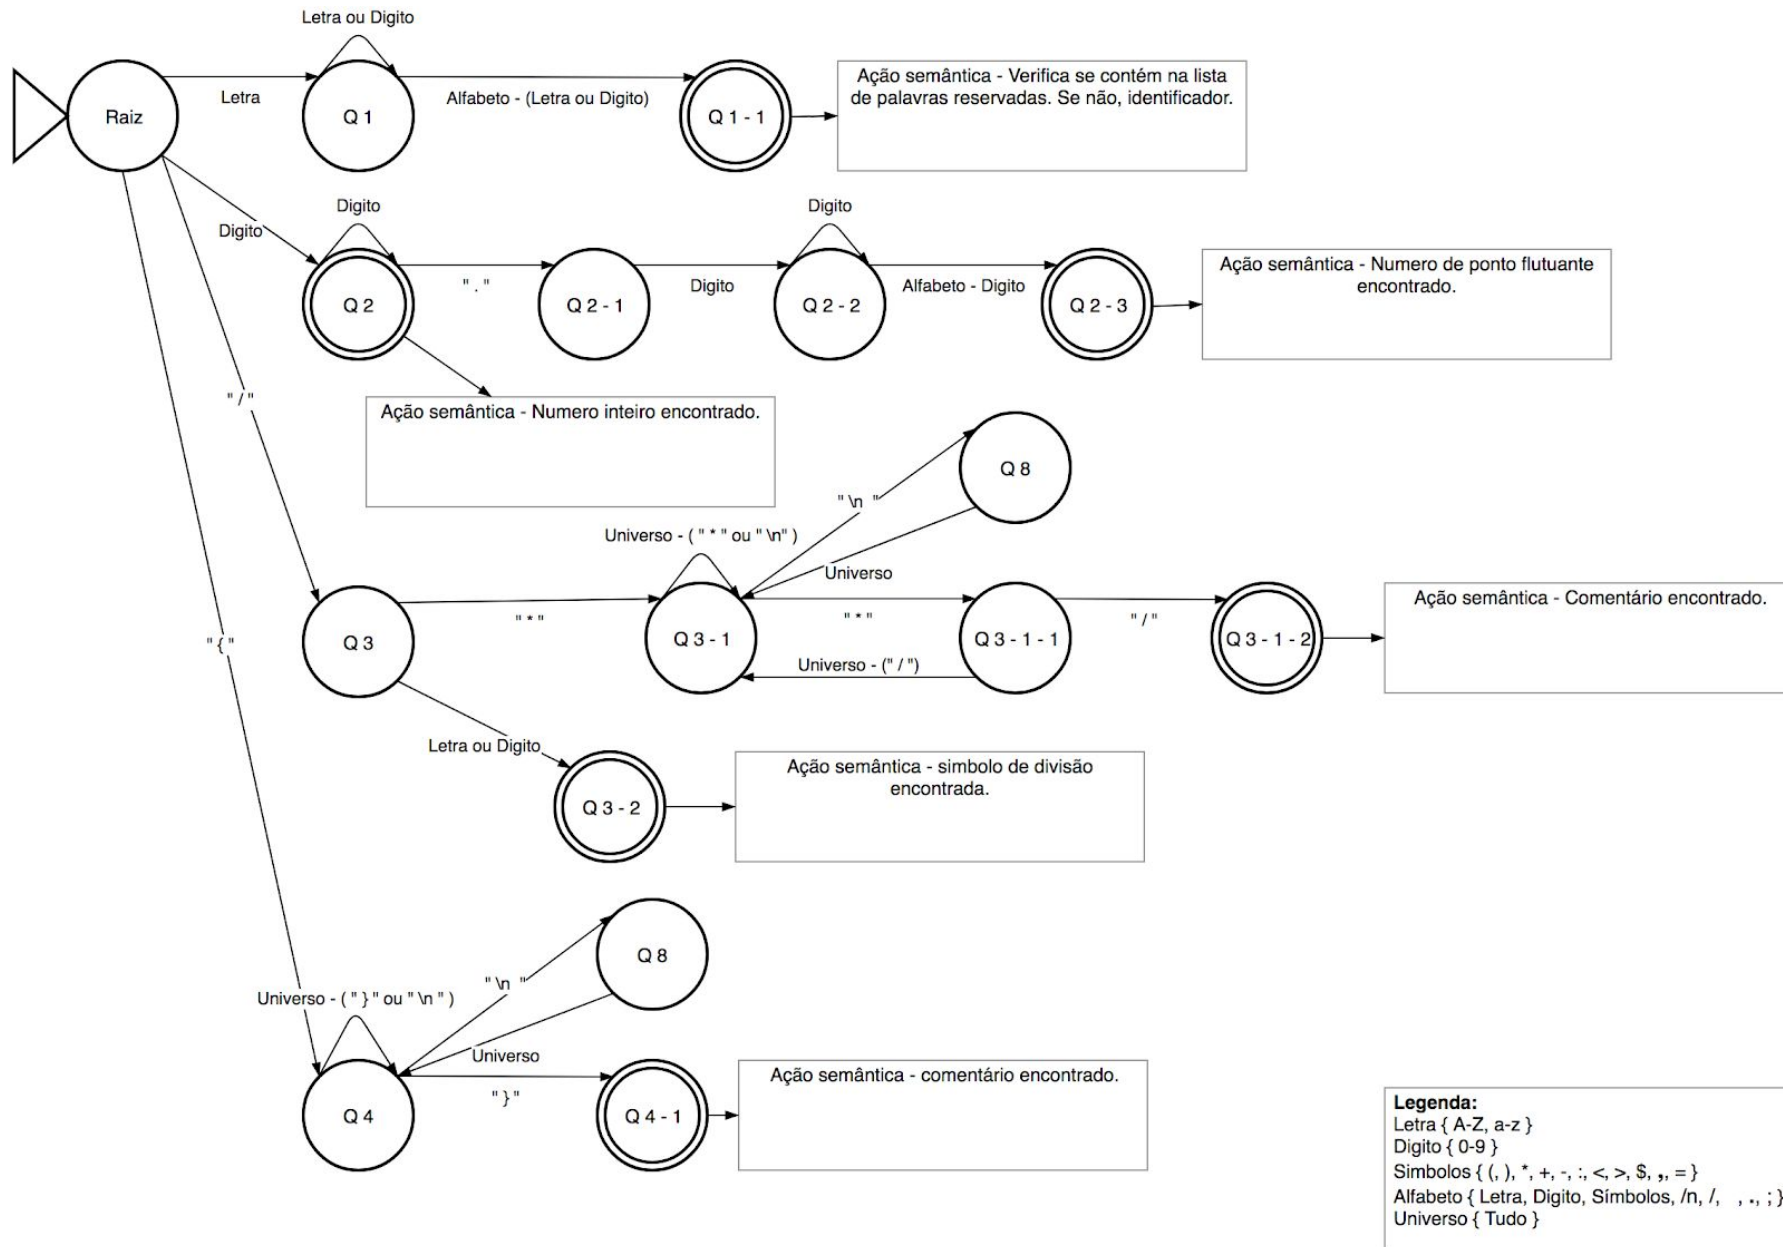 Letra ou Digito
Raiz
Letra
Q 1
Alfabeto - (Letra ou Digito)
Q 1 - 1
Ação semântica - Verifica se contém na lista
de palavras reservadas. Se não, identificador.
Digito
Digito
Digito
Q 2
" . "
Q 2 - 1
Digito
Q 2 - 2
Alfabeto - Digito
Q 2 - 3
Ação semântica - Numero de ponto flutuante
encontrado.
" / "
Ação semântica - Numero inteiro encontrado.
Q 8
" \n "
Universo - ( " * " ou " \n" )
Universo
" { "
Q 3
" * "
Q 3 - 1
" * "
Universo - (" / ")
Q 3 - 1 - 1
" / "
Q 3 - 1 - 2
Ação semântica - Comentário encontrado.
Letra ou Digito
Q 3 - 2
Ação semântica - simbolo de divisão
encontrada.
Q 8
" \n "
Universo - ( " } " ou " \n " )
Universo
Q 4
" } "
Q 4 - 1
Ação semântica - comentário encontrado.
Legenda:
Letra { A-Z, a-z }
Digito { 0-9 }
Simbolos { (, ), *, +, -, :, <, >, $, ,, = }
Alfabeto { Letra, Digito, Símbolos, /n, /,   , ., ; }
Universo { Tudo }